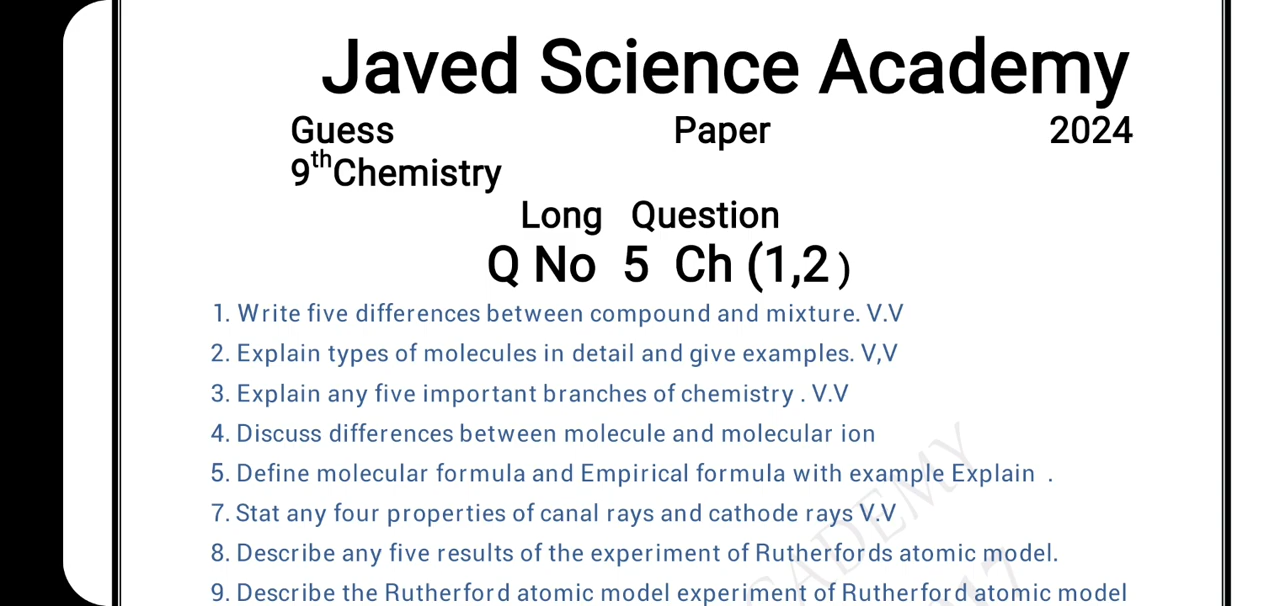 Javed Science Academy
Guess Paper 2024
9thChemistry
Long Question
Q No 5 Ch (1,2)
1. Write five differences between compound and mixture. V.V
2. Explain types of molecules in detail and give examples. V,V
3. Explain any five important branches of chemistry . V.V
4. Discuss differences between molecule and molecular ion
5. Define molecular formula and Empirical formula with example Explain .
7. Stat any four properties of canal rays and cathode rays V.V
8. Describe any five results of the experiment of Rutherfords atomic model.
9. Describe the Rutherford atomic model experiment of Rutherford atomic model